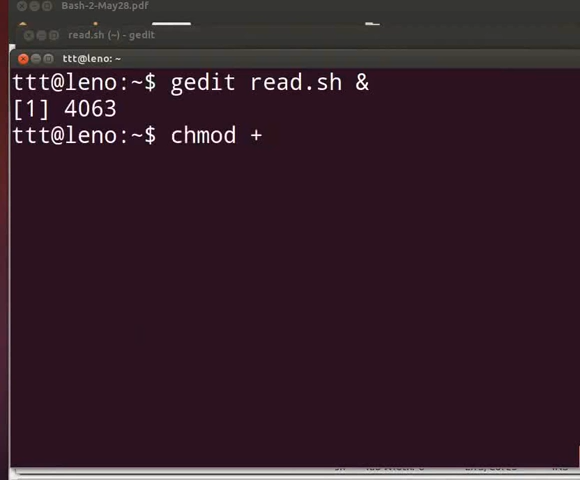 Bash-2-May28.pdf
read.sh (~) - gedit
ttt@leno: ~
ttt@leno:~$ gedit read.sh &
[1] 4063
ttt@leno:~$ chmod +